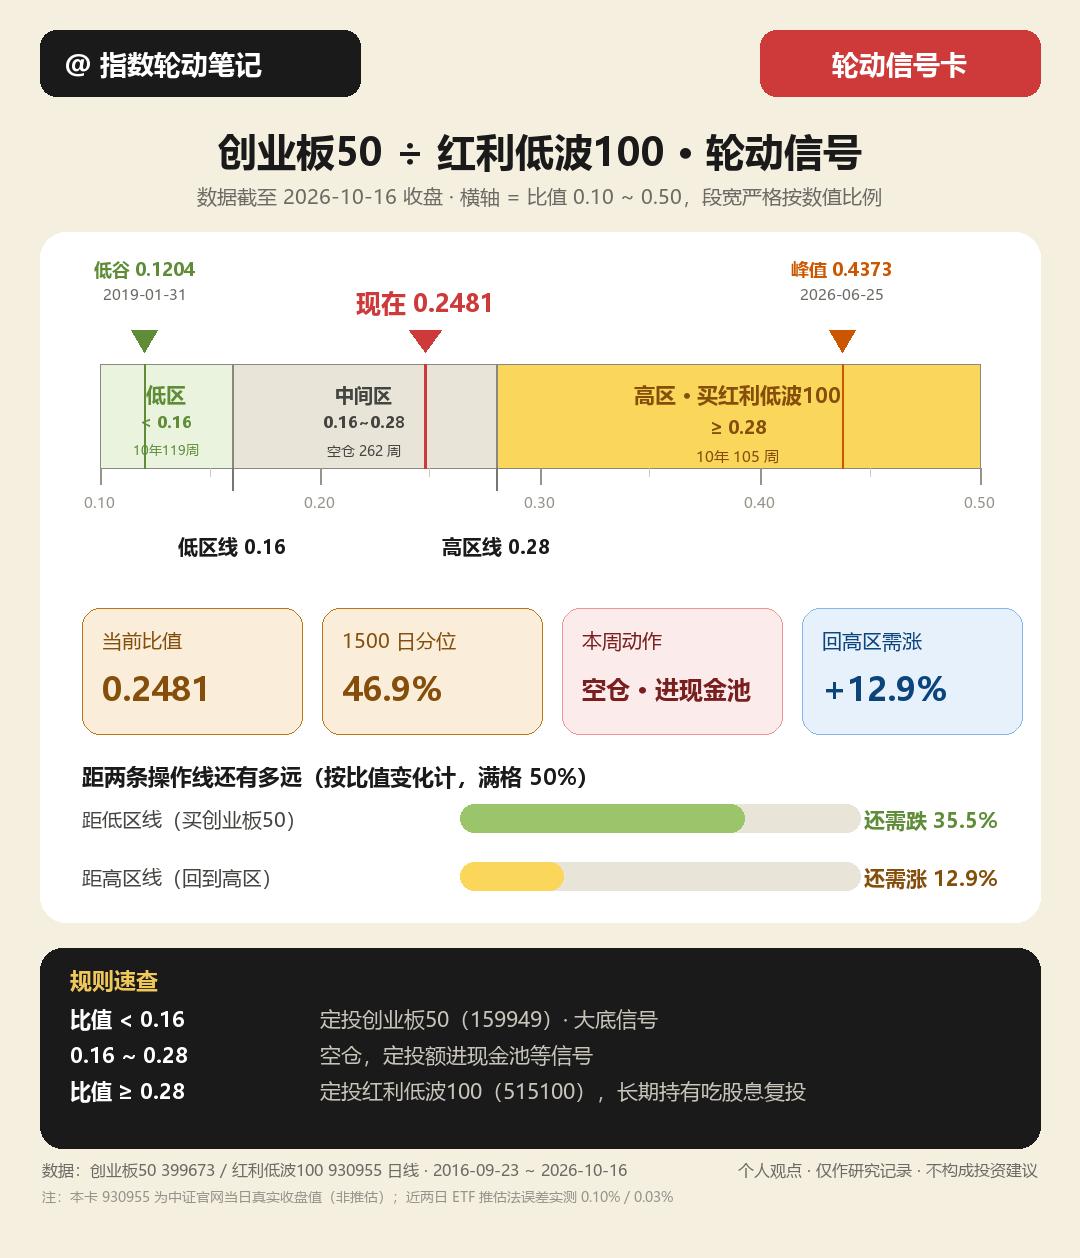 @ 指数轮动笔记
轮动信号卡
创业板50 ÷ 红利低波100 • 轮动信号
数据截至 2026-10-16 收盘 · 横轴 = 比值 0.10 ~ 0.50，段宽严格按数值比例
低谷 0.1204
2019-01-31
现在 0.2481
峰值 0.4373
2026-06-25
低区
< 0.16
10年119周
中间区
0.16~0.28
空仓 262 周
高区 • 买红利低波100
≥ 0.28
10年 105 周
0.10
0.20
0.30
0.40
0.50
低区线 0.16
高区线 0.28
当前比值
0.2481
1500 日分位
46.9%
本周动作
空仓 • 进现金池
回高区需涨
+12.9%
距两条操作线还有多远（按比值变化计，满格 50%）
距低区线（买创业板50）
还需跌 35.5%
距高区线（回到高区）
还需涨 12.9%
规则速查
比值 < 0.16
定投创业板50（159949）· 大底信号
0.16 ~ 0.28
空仓，定投额进现金池等信号
比值 ≥ 0.28
定投红利低波100（515100），长期持有吃股息复投
数据：创业板50 399673 / 红利低波100 930955 日线 · 2016-09-23 ~ 2026-10-16
个人观点 · 仅作研究记录 · 不构成投资建议
注：本卡 930955 为中证官网当日真实收盘值（非推估）；近两日 ETF 推估法误差实测 0.10% / 0.03%